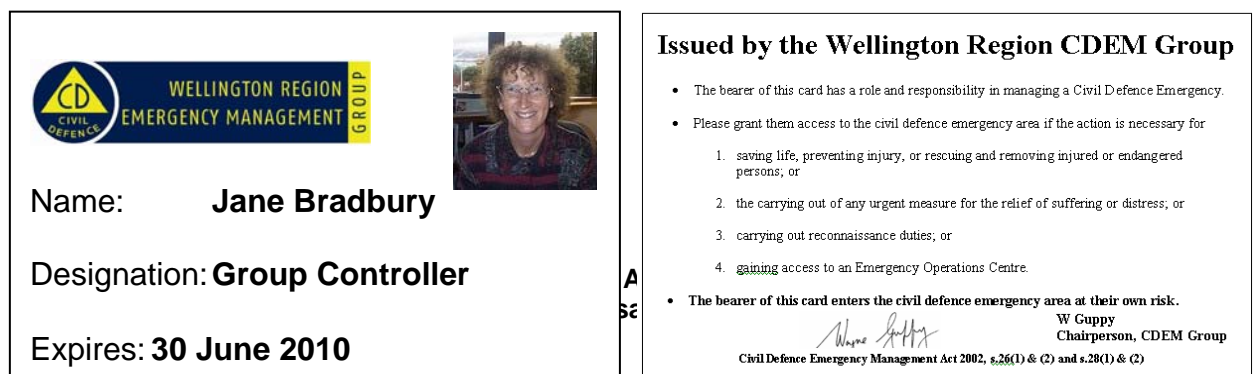 CD
CIVIL
DEFENCE
WELLINGTON REGION
EMERGENCY MANAGEMENT
GROUP
Name: Jane Bradbury
Designation: Group Controller
Expires: 30 June 2010
A
sa
Issued by the Wellington Region CDEM Group
• The bearer of this card has a role and responsibility in managing a Civil Defence Emergency.
• Please grant them access to the civil defence emergency area if the action is necessary for
1. saving life, preventing injury, or rescuing and removing injured or endangered
persons; or
2. the carrying out of any urgent measure for the relief of suffering or distress; or
3. carrying out reconnaissance duties; or
4. gaining access to an Emergency Operations Centre.
• The bearer of this card enters the civil defence emergency area at their own risk.
Wayne Guppy
W Guppy
Chairperson, CDEM Group
Civil Defence Emergency Management Act 2002, s.26(1) & (2) and s.28(1) & (2)